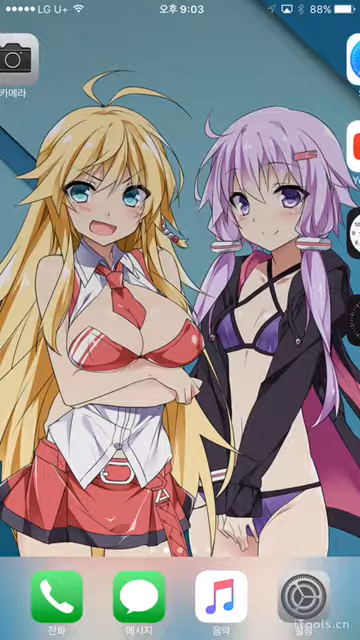 LG U+ 오후 9:03 88%
카메라
전화 메시지 음악 설정
iTools.cn